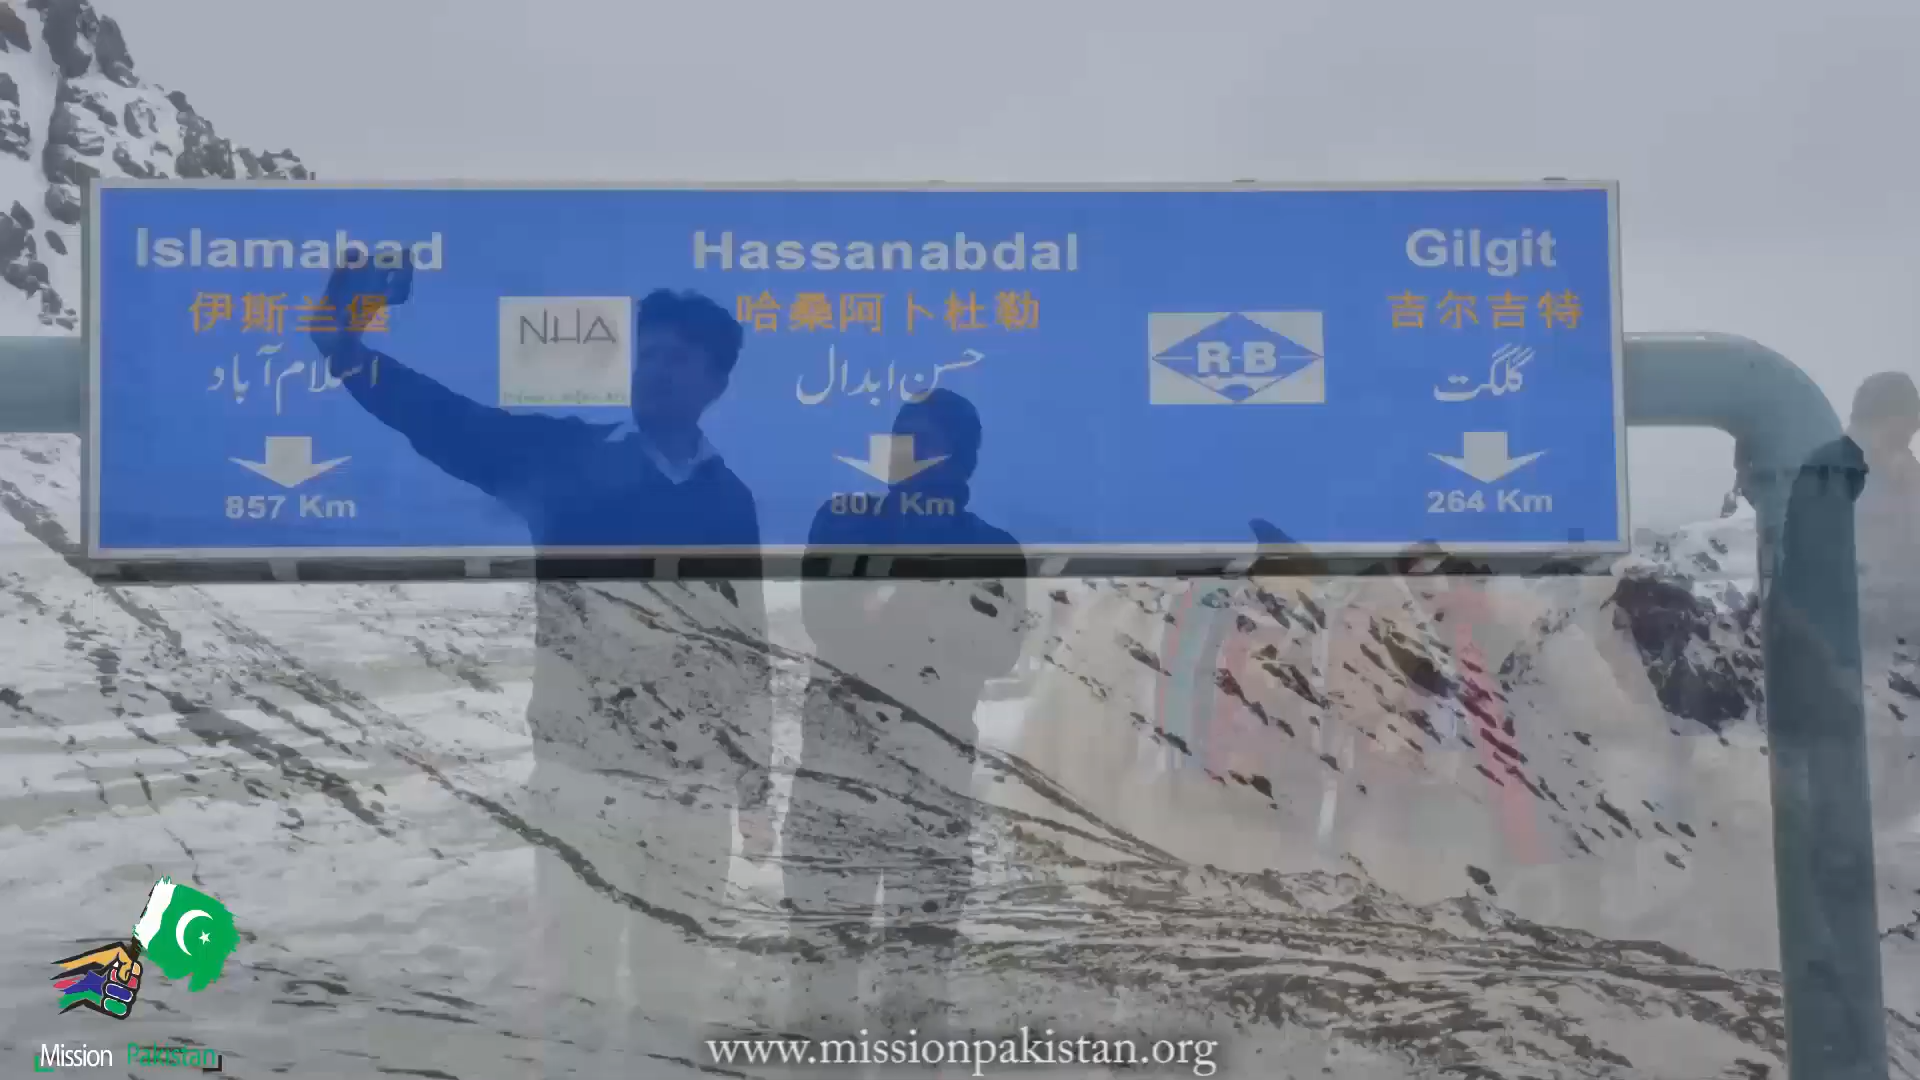 Islamabad
伊斯兰堡
اسلام آباد
857 Km
NHA
Hassanabdal
哈桑阿卜杜勒
حسن ابدال
807 Km
R-B
Gilgit
吉尔吉特
گلگت
264 Km
Mission Pakistan
www.missionpakistan.org